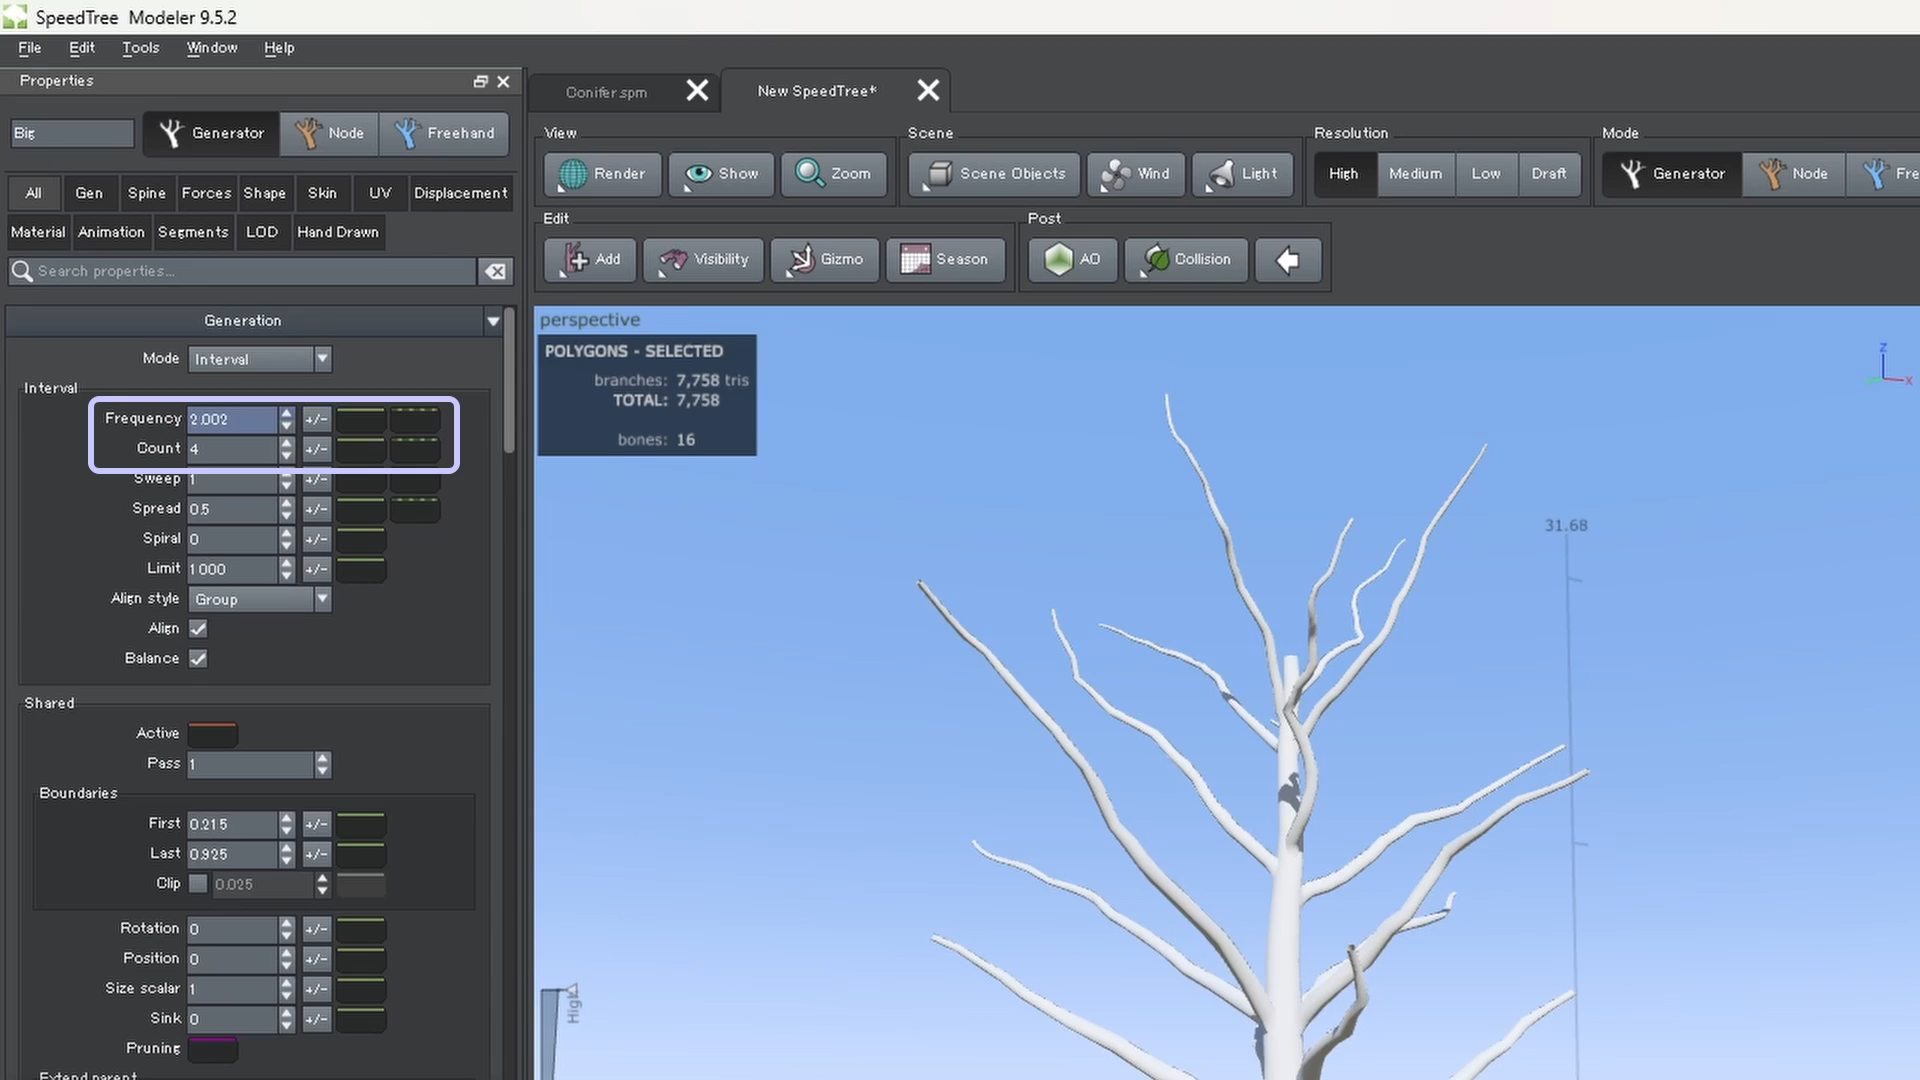 SpeedTree Modeler 9.5.2
File Edit Tools Window Help
Properties
Conifer.spm
New SpeedTree*
Big
Generator
Node
Freehand
View
Scene
Resolution
Mode
Render
Show
Zoom
Scene Objects
Wind
Light
High
Medium
Low
Draft
Generator
Node
Fre
All Gen Spine Forces Shape Skin UV Displacement
Material Animation Segments LOD Hand Drawn
Edit
Post
Add
Visibility
Gizmo
Season
AO
Collision
Search properties...
Generation
Mode Interval
Interval
Frequency 2.002 +/-
Count 4 +/-
Sweep 1 +/-
Spread 0.5 +/-
Spiral 0 +/-
Limit 1000 +/-
Align style Group
Align
Balance
Shared
Active
Pass 1
Boundaries
First 0.215 +/-
Last 0.925 +/-
Clip 0.025
Rotation 0 +/-
Position 0 +/-
Size scalar 1 +/-
Sink 0 +/-
Pruning
Extend parent
perspective
POLYGONS - SELECTED
branches: 7,758 tris
TOTAL: 7,758
bones: 16
z
x
31.68
High